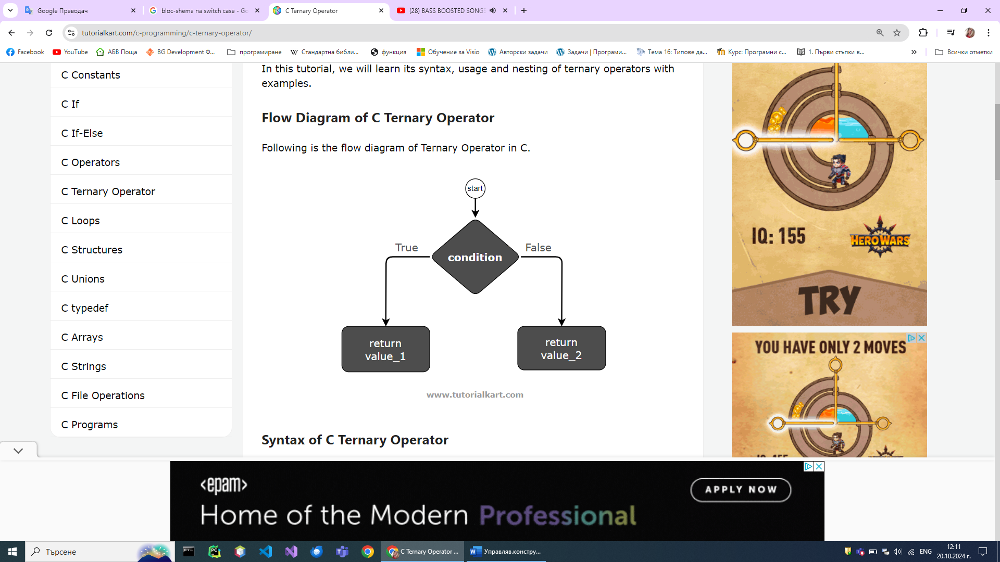 Google Преводач
bloc-shema na switch case - Go
C Ternary Operator
(28) BASS BOOSTED SONGS
tutorialkart.com/c-programming/c-ternary-operator/
Facebook
YouTube
АБВ Поща
BG Development Ф...
програмиране
Стандартна библи...
функция
Обучение за Visio
Авторски задачи
Задачи | Програми...
Тема 16: Типове да...
Курс: Програмни с...
1. Първи стъпки в...
Всички отметки
C Constants
C If
C If-Else
C Operators
C Ternary Operator
C Loops
C Structures
C Unions
C typedef
C Arrays
C Strings
C File Operations
C Programs
In this tutorial, we will learn its syntax, usage and nesting of ternary operators with
examples.
Flow Diagram of C Ternary Operator
Following is the flow diagram of Ternary Operator in C.
start
True
condition
False
return
value_1
return
value_2
www.tutorialkart.com
Syntax of C Ternary Operator
IQ: 155
HERO WARS
TRY
YOU HAVE ONLY 2 MOVES
<epam>
Home of the Modern Professional
APPLY NOW
Търсене
C Ternary Operator ...
Управляв.констру...
ENG
12:11
20.10.2024 г.